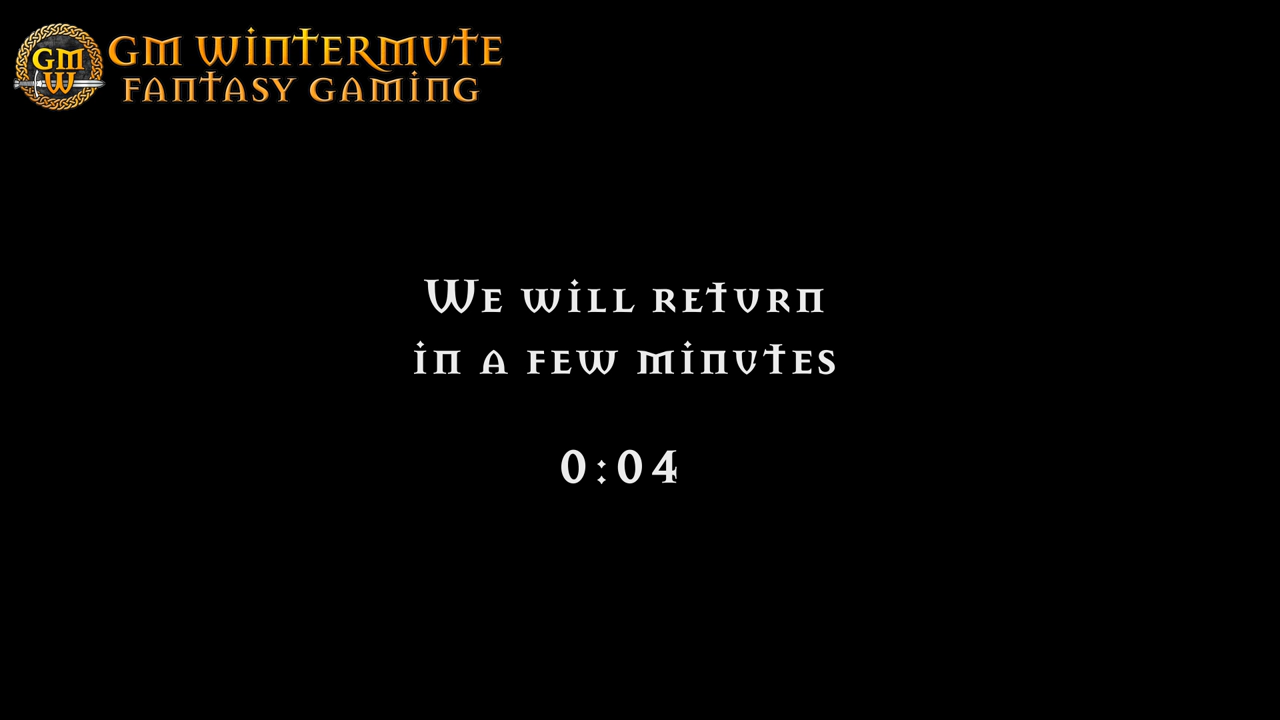 GM
W
GM WINTERMUTE
FANTASY GAMING
We will return
in a few minutes
0:04